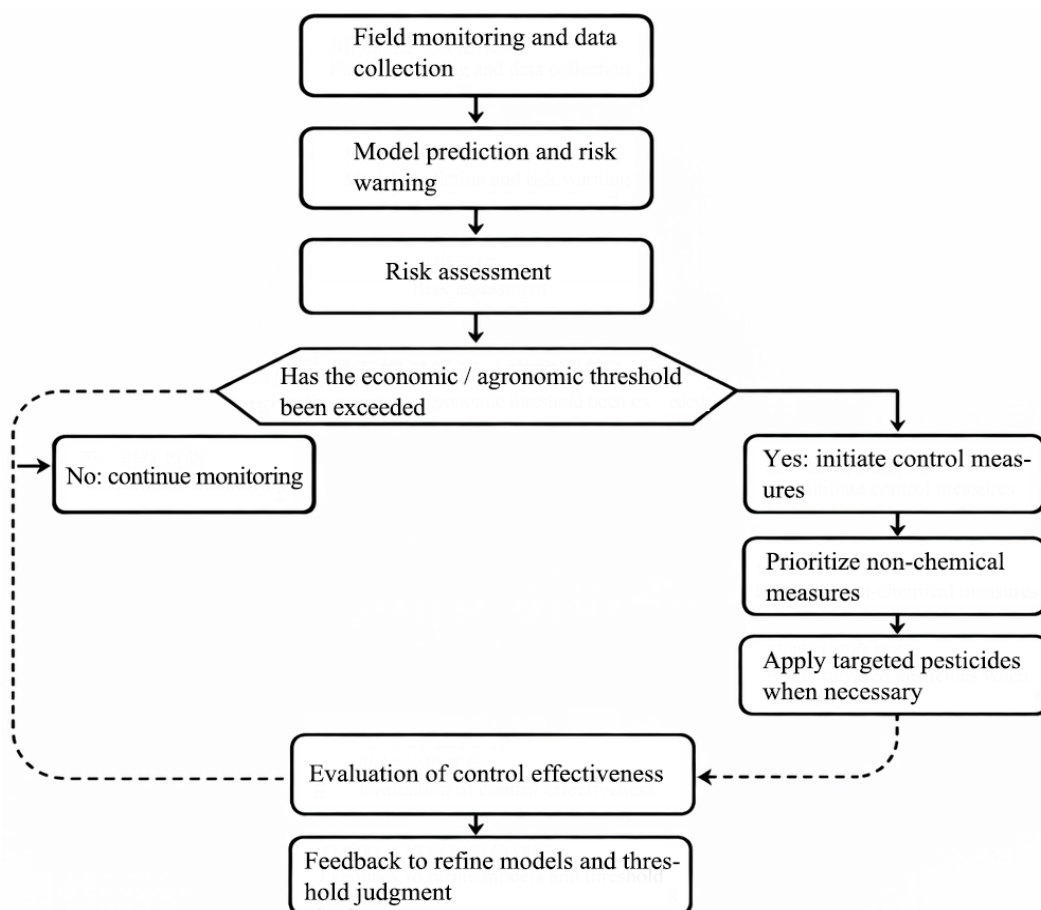 Field monitoring and data
collection
Model prediction and risk
warning
Risk assessment
Has the economic / agronomic threshold
been exceeded
No: continue monitoring
Yes: initiate control meas-
ures
Prioritize non-chemical
measures
Apply targeted pesticides
when necessary
Evaluation of control effectiveness
Feedback to refine models and thres-
hold judgment